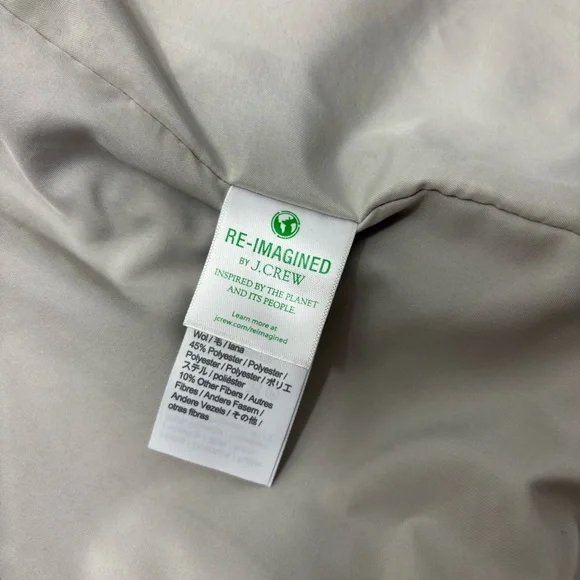 RE-IMAGINED
BY J.CREW
INSPIRED BY THE PLANET
AND ITS PEOPLE.
Learn more at
jcrew.com/reimagined
Wol / 毛 / lana
45% Polyester / Polyester /
Polyester / Polyester / ポリエ
ステル / poliéster
10% Other Fibers / Autres
Fibres / Andere Fasern /
Andere Vezels / その他 /
otras fibras